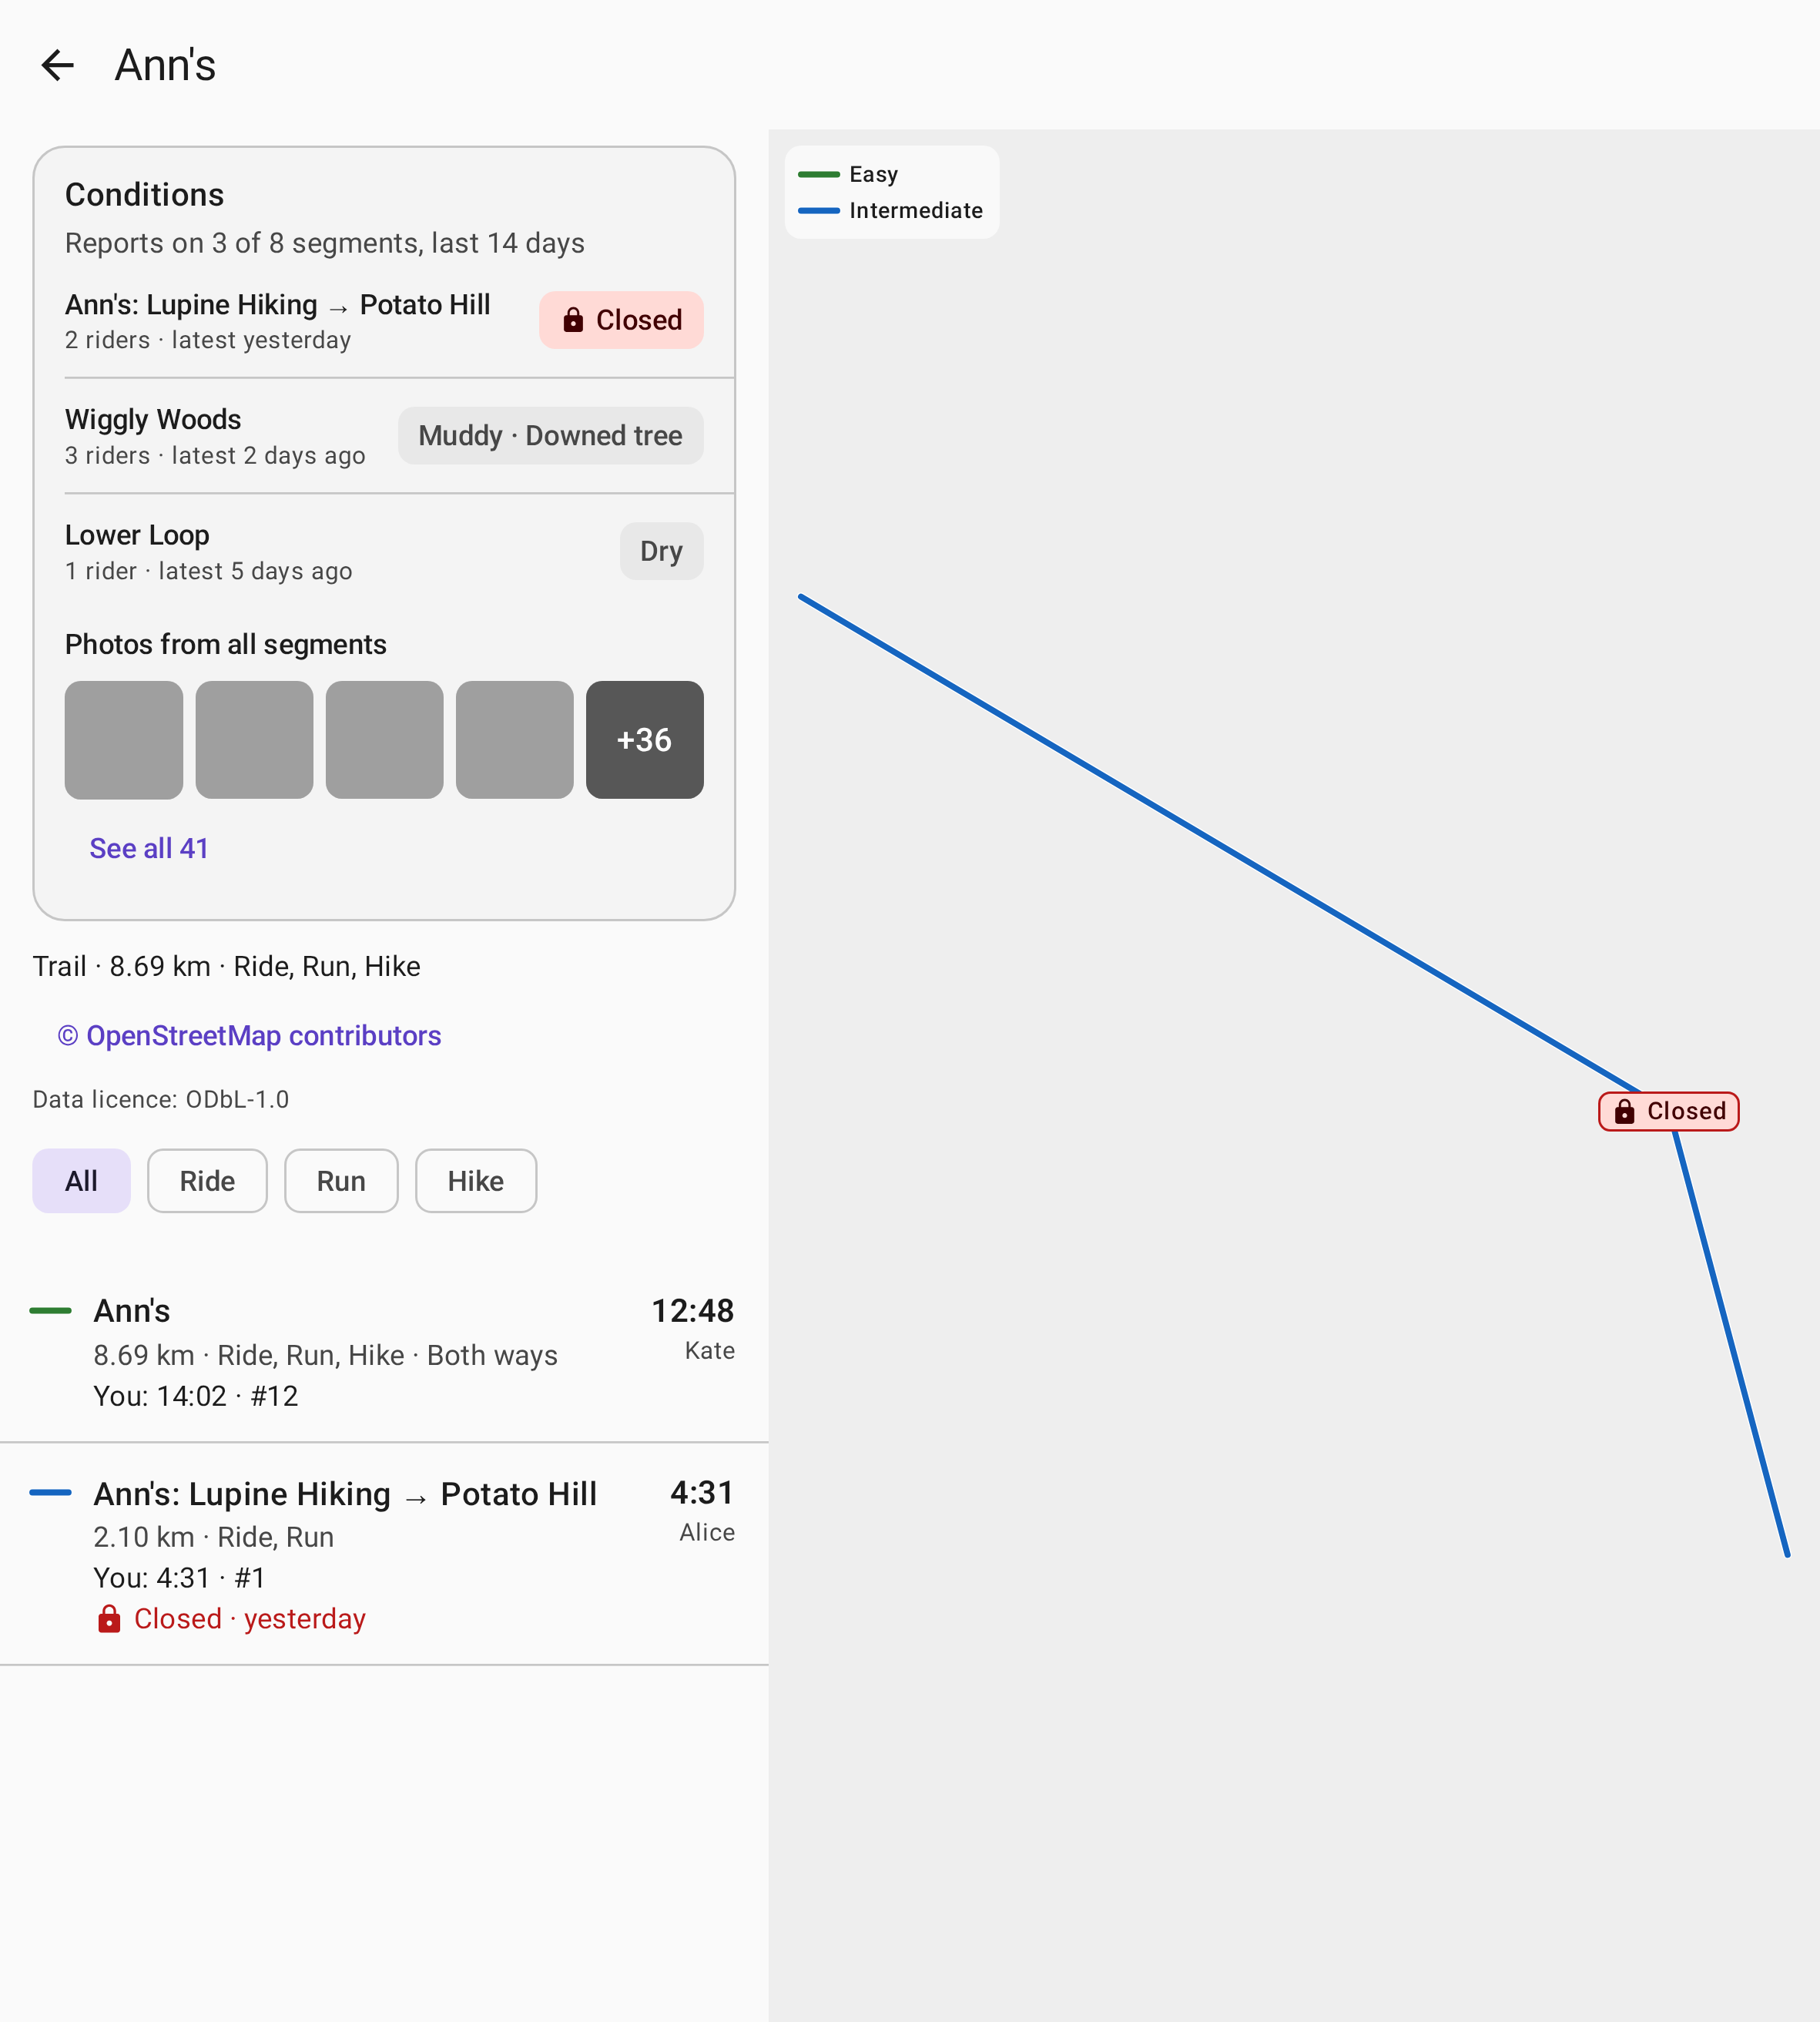 Ann's
Conditions
Reports on 3 of 8 segments, last 14 days
Ann's: Lupine Hiking → Potato Hill
2 riders · latest yesterday
Closed
Wiggly Woods
3 riders · latest 2 days ago
Muddy · Downed tree
Lower Loop
1 rider · latest 5 days ago
Dry
Photos from all segments
+36
See all 41
Trail · 8.69 km · Ride, Run, Hike
© OpenStreetMap contributors
Data licence: ODbL-1.0
All
Ride
Run
Hike
Ann's
12:48
8.69 km · Ride, Run, Hike · Both ways
Kate
You: 14:02 · #12
Ann's: Lupine Hiking → Potato Hill
4:31
2.10 km · Ride, Run
Alice
You: 4:31 · #1
Closed · yesterday
Easy
Intermediate
Closed